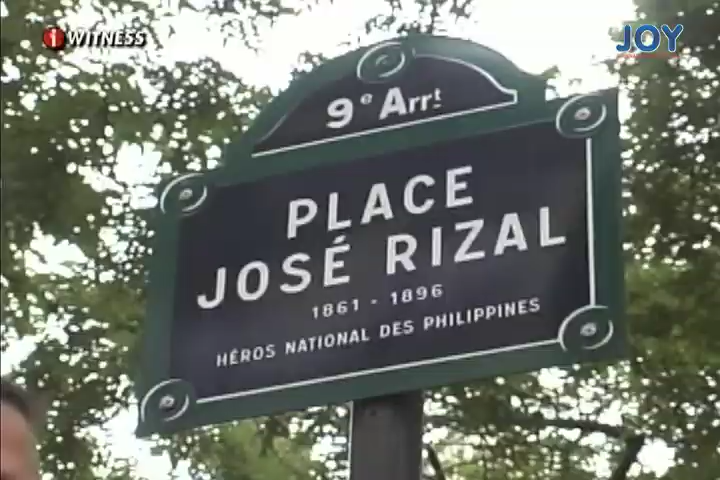 i WITNESS
JOY
9e Arrt
PLACE
JOSÉ RIZAL
1861 - 1896
HÉROS NATIONAL DES PHILIPPINES